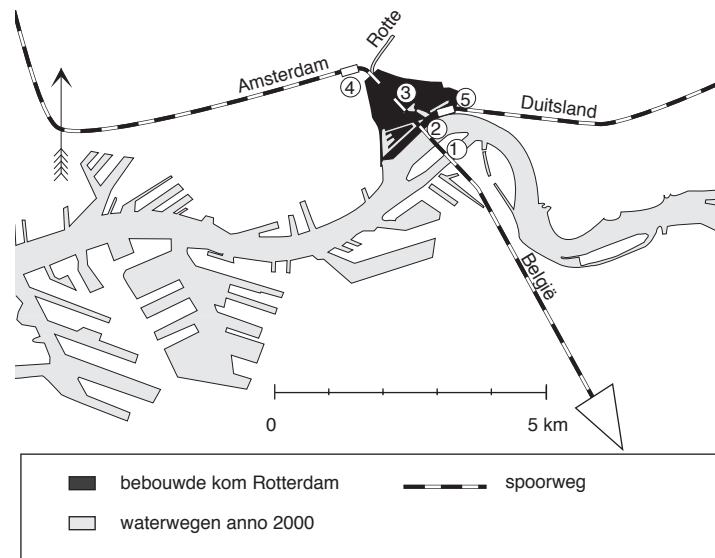 Rotte
Amsterdam
4
3
5
Duitsland
2
1
België
0
5 km
bebouwde kom Rotterdam
spoorweg
waterwegen anno 2000